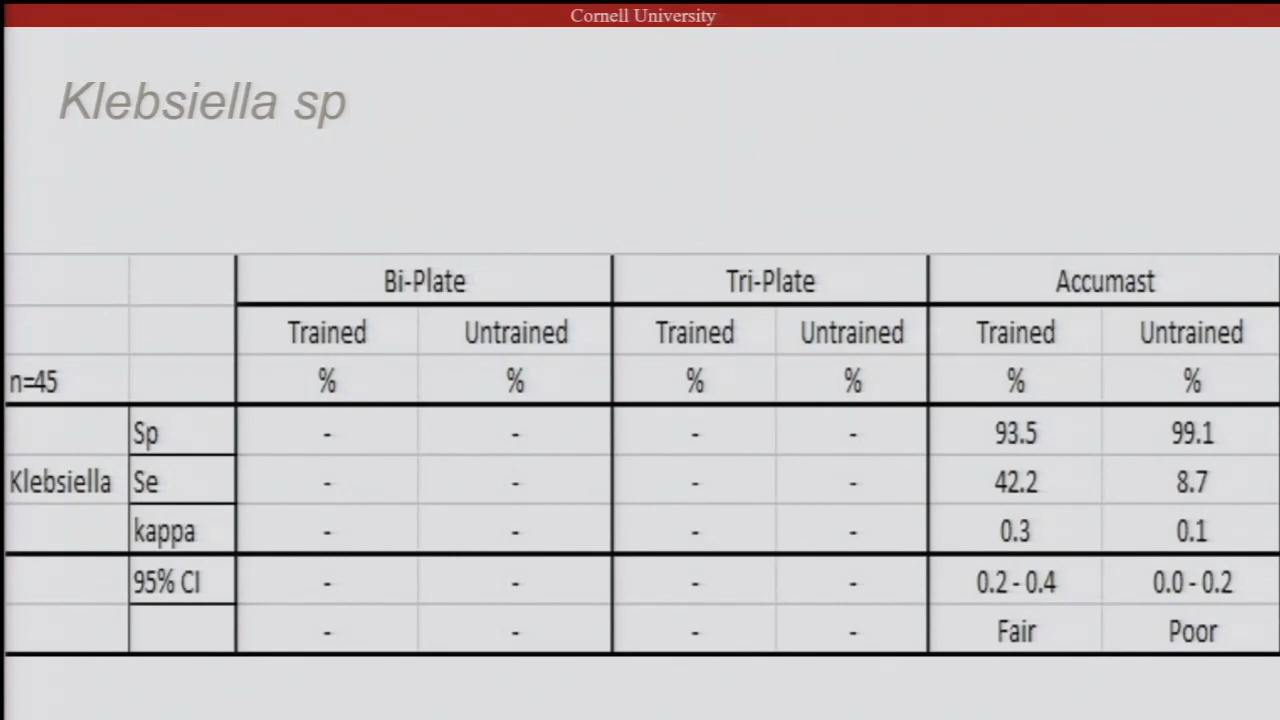 Cornell University
Klebsiella sp
Bi-Plate Tri-Plate Accumast
Trained Untrained Trained Untrained Trained Untrained
n=45 % % % % % %
Sp - - - - 93.5 99.1
Klebsiella Se - - - - 42.2 8.7
kappa - - - - 0.3 0.1
95% CI - - - - 0.2 - 0.4 0.0 - 0.2
- - - - Fair Poor